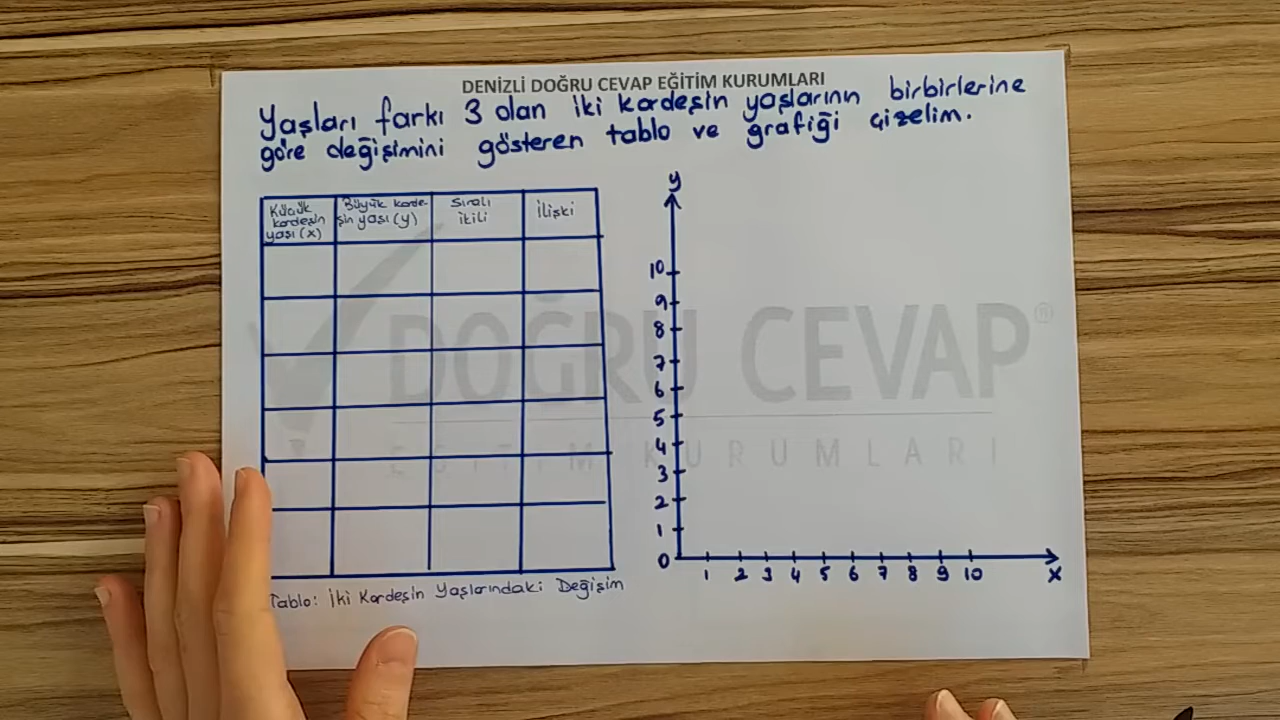 DENİZLİ DOĞRU CEVAP EĞİTİM KURUMLARI
Yaşları farkı 3 olan iki kardeşin yaşlarının birbirlerine
göre değişimini gösteren tablo ve grafiği çizelim.
Küçük
kardeşin
yaşı (x)
Büyük karde-
şin yaşı (y)
Sıralı
ikili
İlişki
Tablo: İki Kardeşin Yaşlarındaki Değişim
y
10
9
8
7
6
5
4
3
2
1
0
1 2 3 4 5 6 7 8 9 10 x
DOĞRU CEVAP®
EĞİTİM KURUMLARI